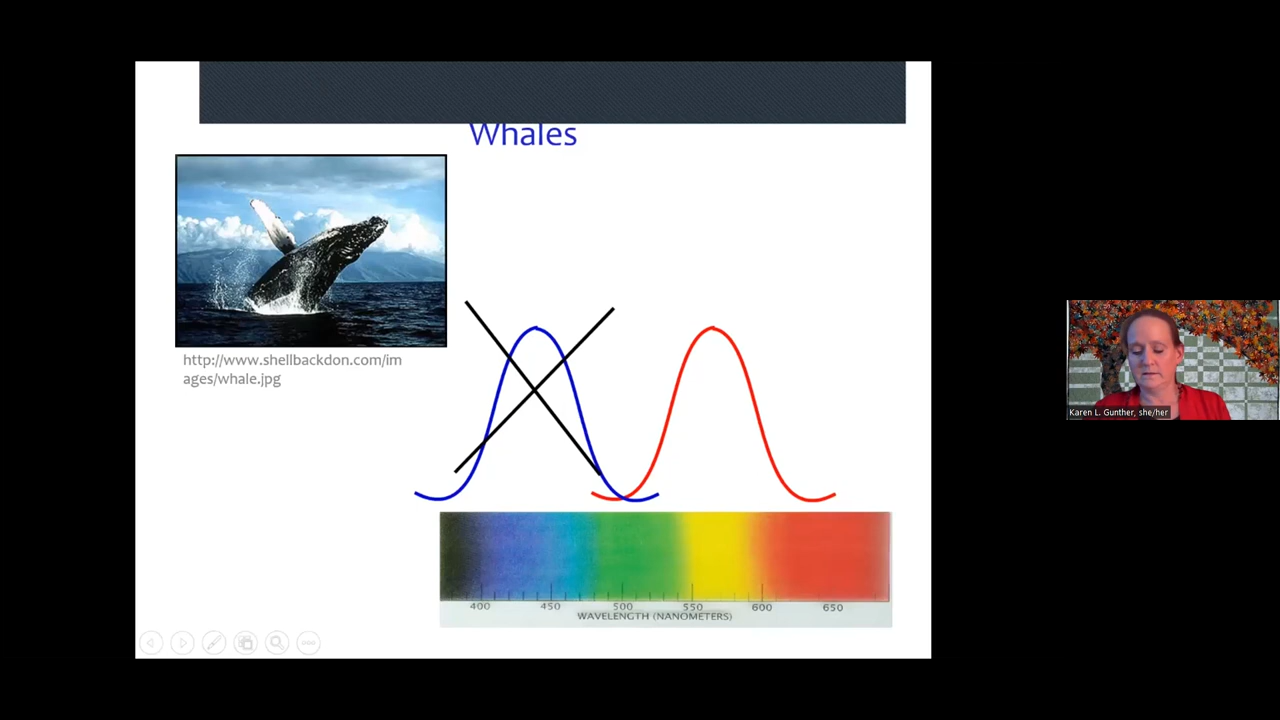 Whales
http://www.shellbackdon.com/im
ages/whale.jpg
400 450 500 550 600 650
WAVELENGTH (NANOMETERS)
Karen L. Gunther, she/her